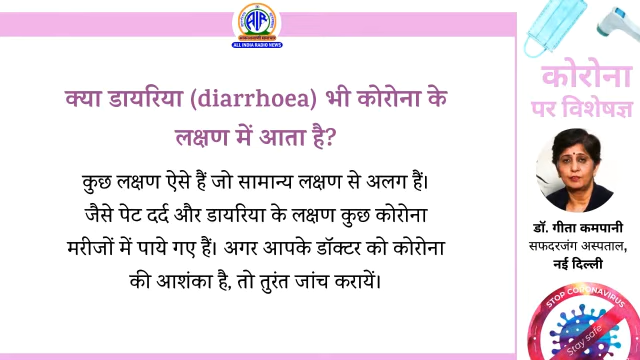 AIR
ALL INDIA RADIO NEWS
क्या डायरिया (diarrhoea) भी कोरोना के
लक्षण में आता है?
कुछ लक्षण ऐसे हैं जो सामान्य लक्षण से अलग हैं।
जैसे पेट दर्द और डायरिया के लक्षण कुछ कोरोना
मरीजों में पाये गए हैं। अगर आपके डॉक्टर को कोरोना
की आशंका है, तो तुरंत जांच करायें।
कोरोना
पर विशेषज्ञ
डॉ. गीता कमपानी
सफदरजंग अस्पताल,
नई दिल्ली
STOP CORONAVIRUS
Stay safe